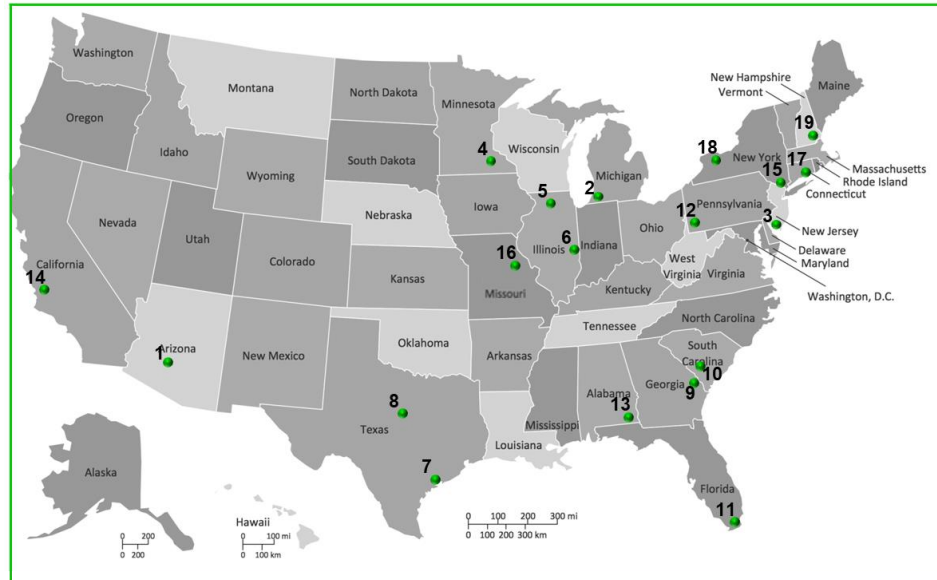 Washington
Montana
North Dakota
Minnesota
New Hampshire
Vermont
Maine
Oregon
Idaho
South Dakota
4
Wisconsin
Michigan
18
New York
19
Wyoming
2
15
17
Massachusetts
Rhode Island
Connecticut
Nevada
Nebraska
Iowa
5
Pennsylvania
12
3
New Jersey
Utah
Illinois
6
Indiana
Ohio
Delaware
Maryland
California
14
Colorado
Kansas
16
Missouri
West
Virginia
Virginia
Washington, D.C.
Kentucky
North Carolina
Tennessee
1
Arizona
New Mexico
Oklahoma
Arkansas
South
Carolina
10
8
Texas
Mississippi
Alabama
13
Georgia
9
Louisiana
7
Alaska
Florida
11
Hawaii
0 200
0 200
0 100 mi
0 100 km
0 100 200 300 mi
0 100 200 300 km